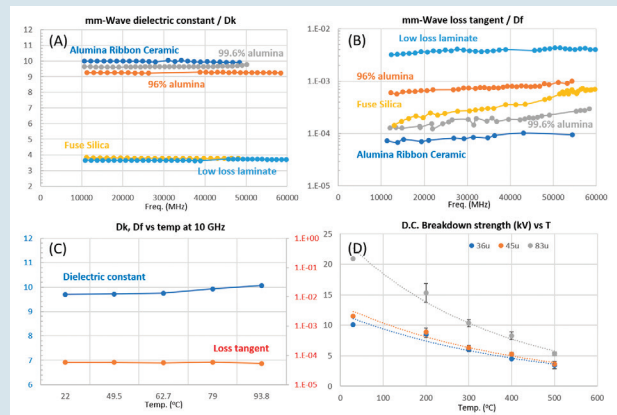 mm-Wave dielectric constant / Dk
(A)
12
11
10
9
8
7
6
5
4
3
2
Alumina Ribbon Ceramic
99.6% alumina
96% alumina
Fuse Silica
Low loss laminate
0 10000 20000 30000 40000 50000 60000
Freq. (MHz)
mm-Wave loss tangent / Df
(B)
1.E-02
1.E-03
1.E-04
1.E-05
Low loss laminate
96% alumina
Fuse Silica
99.6% alumina
Alumina Ribbon Ceramic
0 10000 20000 30000 40000 50000 60000
Freq. (MHz)
Dk, Df vs temp at 10 GHz
(C)
12
11
10
9
8
7
6
1.E+00
1.E-01
1.E-02
1.E-03
1.E-04
1.E-05
Dielectric constant
Loss tangent
22 49.5 62.7 79 93.8
Temp. (°C)
D.C. Breakdown strength (kV) vs T
(D)
36u 45u 83u
25
20
15
10
5
0
0 100 200 300 400 500 600
Temp. (°C)